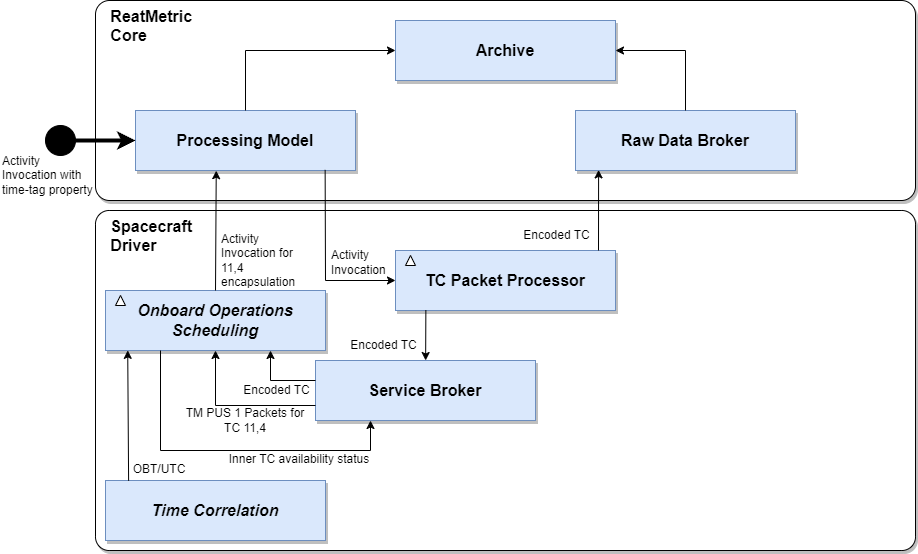 ReatMetric
Core
Archive
Processing Model
Raw Data Broker
Activity
Invocation with
time-tag property
Spacecraft
Driver
Activity
Invocation for
11,4
encapsulation
Activity
Invocation
Encoded TC
TC Packet Processor
Onboard Operations
Scheduling
Encoded TC
Service Broker
Encoded TC
TM PUS 1 Packets for
TC 11,4
Inner TC availability status
OBT/UTC
Time Correlation